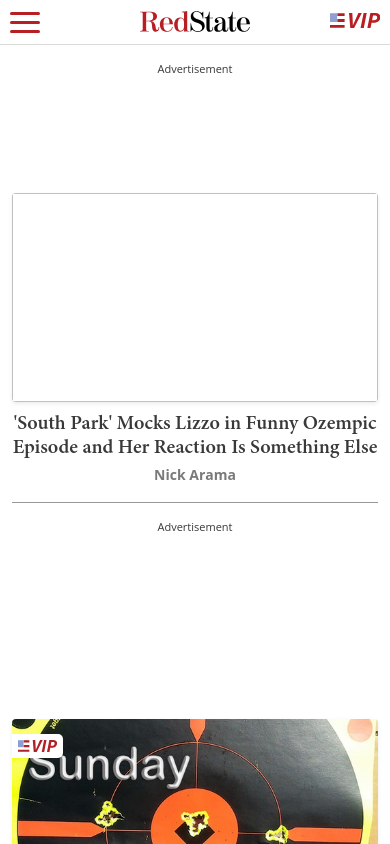 RedState
VIP
Advertisement
'South Park' Mocks Lizzo in Funny Ozempic
Episode and Her Reaction Is Something Else
Nick Arama
Advertisement
VIP
Sunday